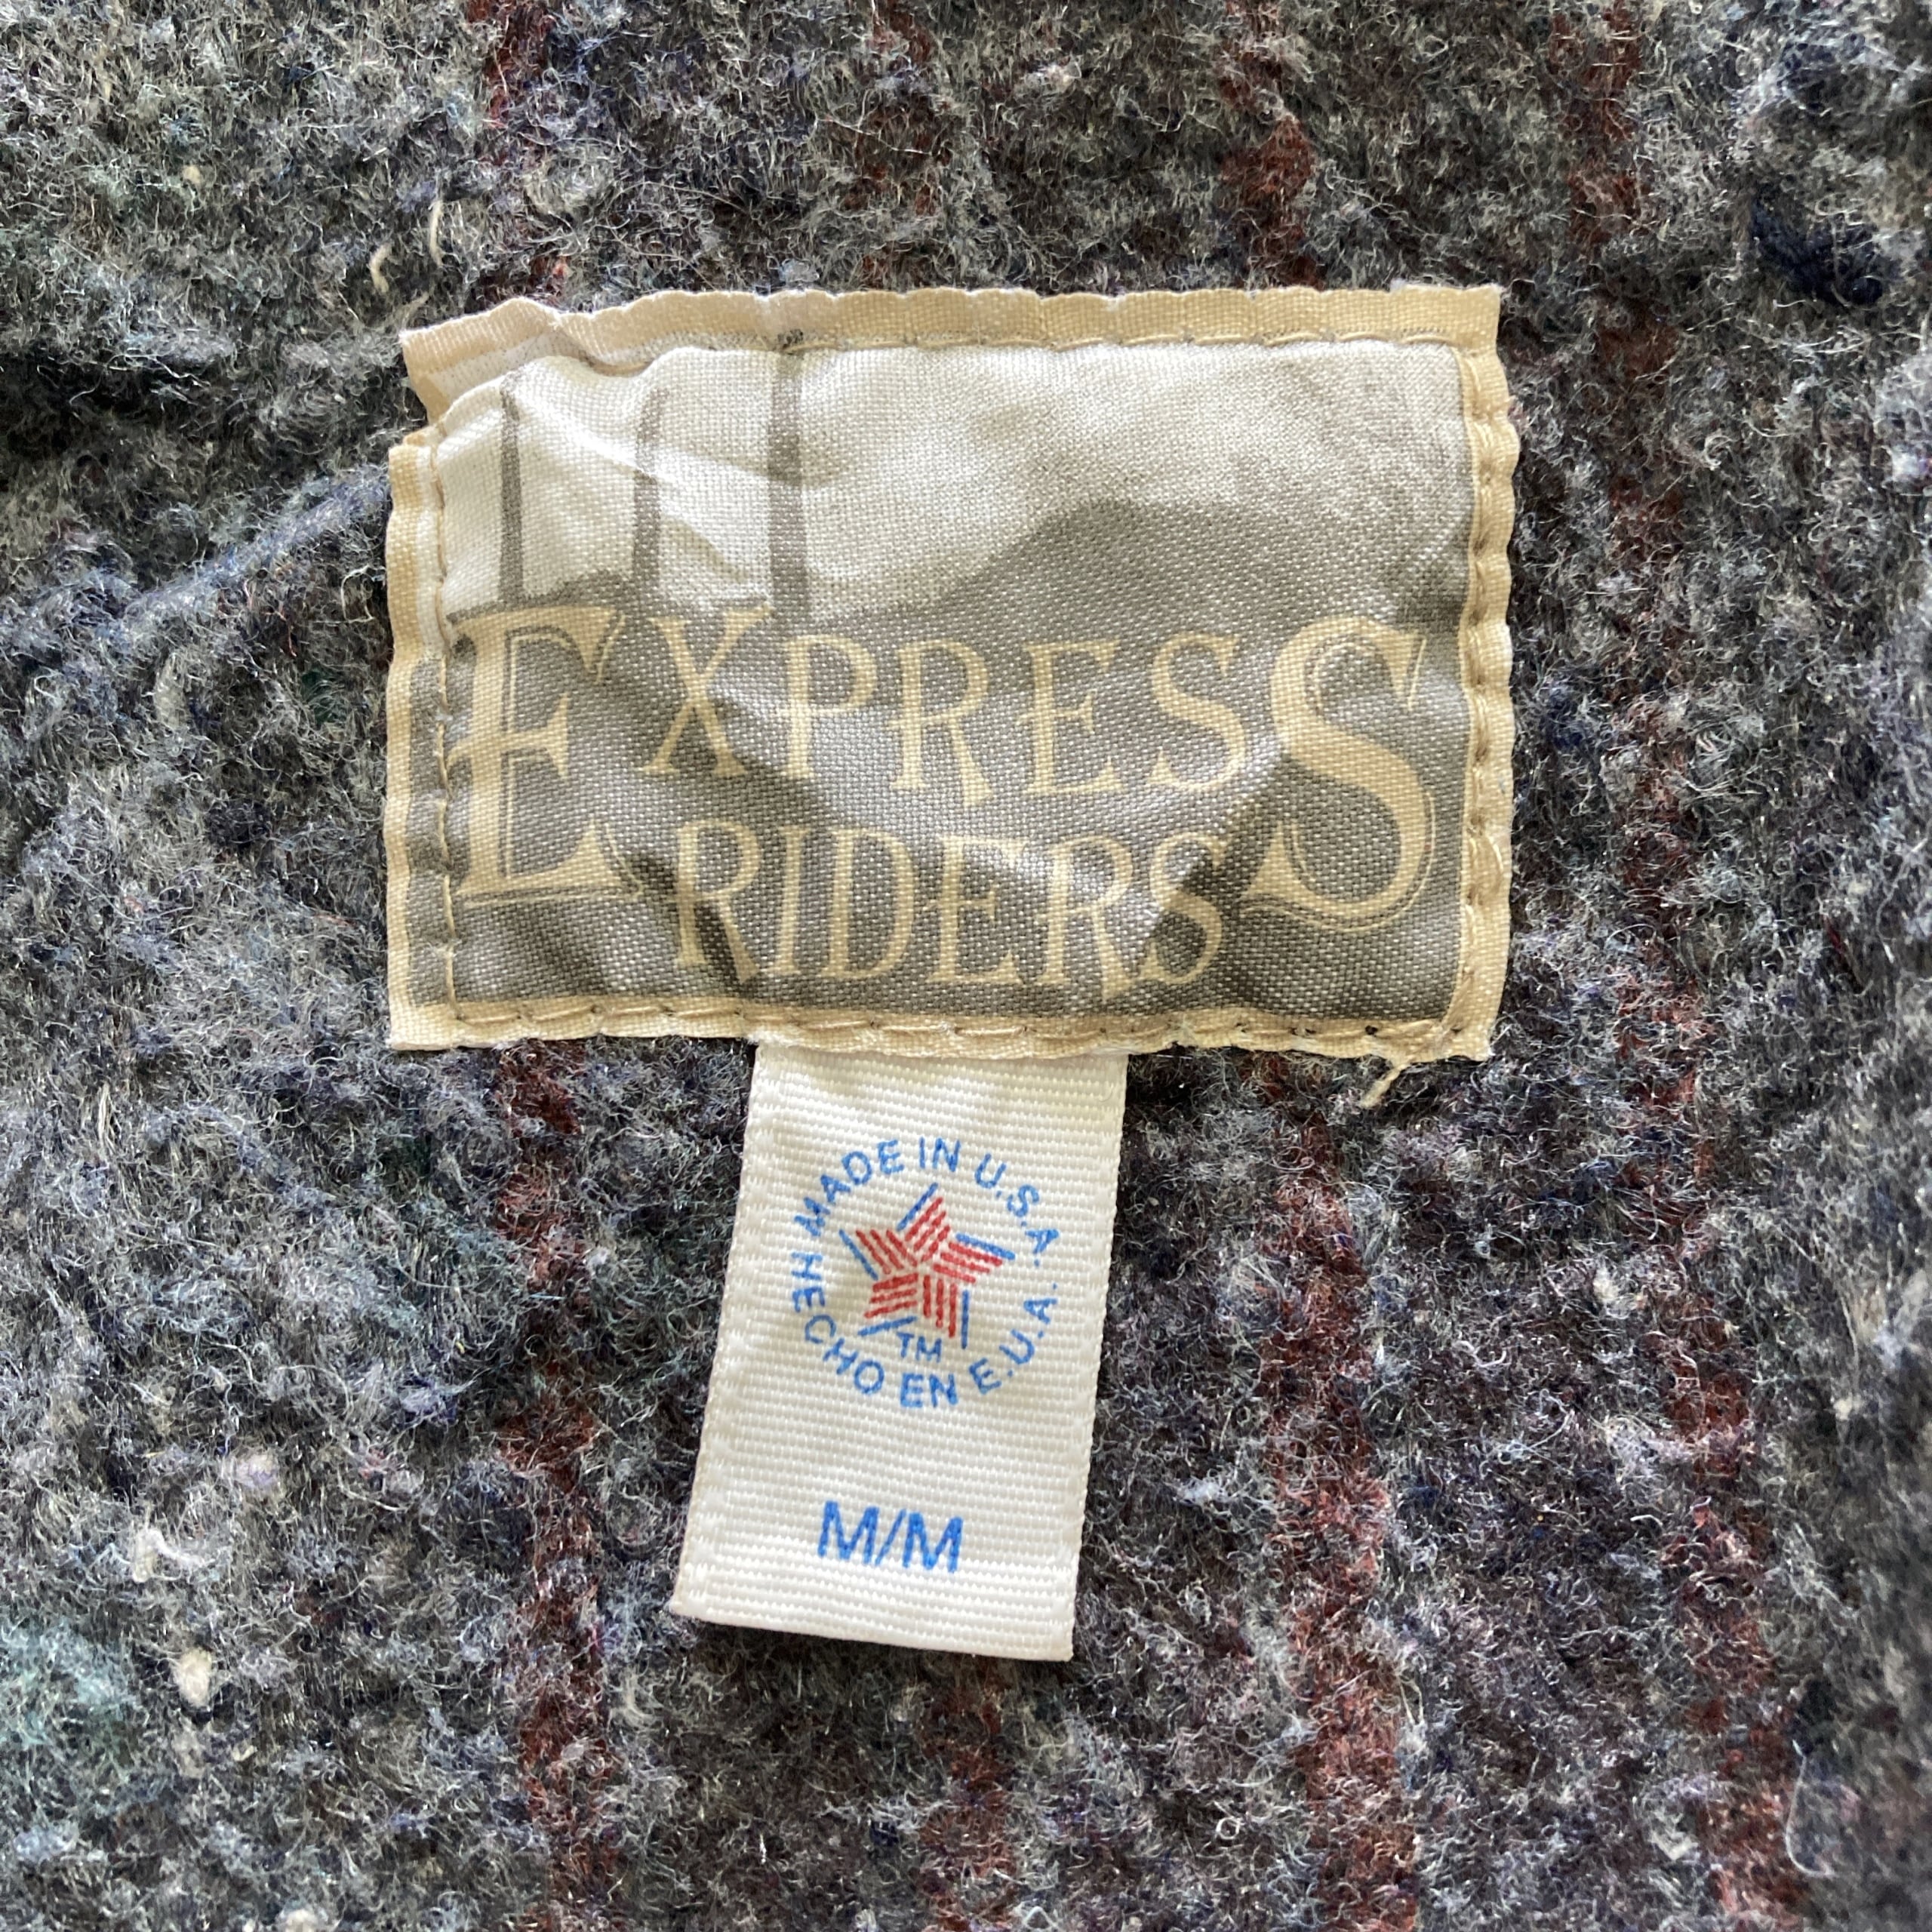 EXPRESS
RIDERS
MADE IN U.S.A.
HECHO EN E.U.A.
TM
M/M